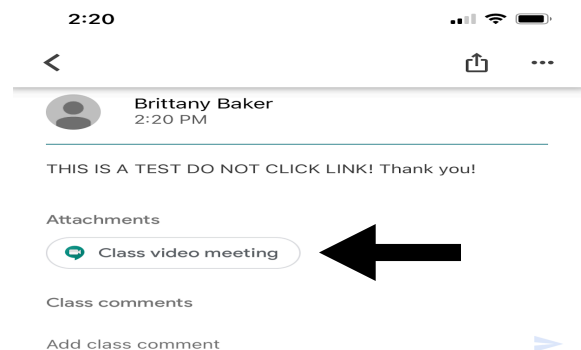 2:20
Brittany Baker
2:20 PM
THIS IS A TEST DO NOT CLICK LINK! Thank you!
Attachments
Class video meeting
Class comments
Add class comment